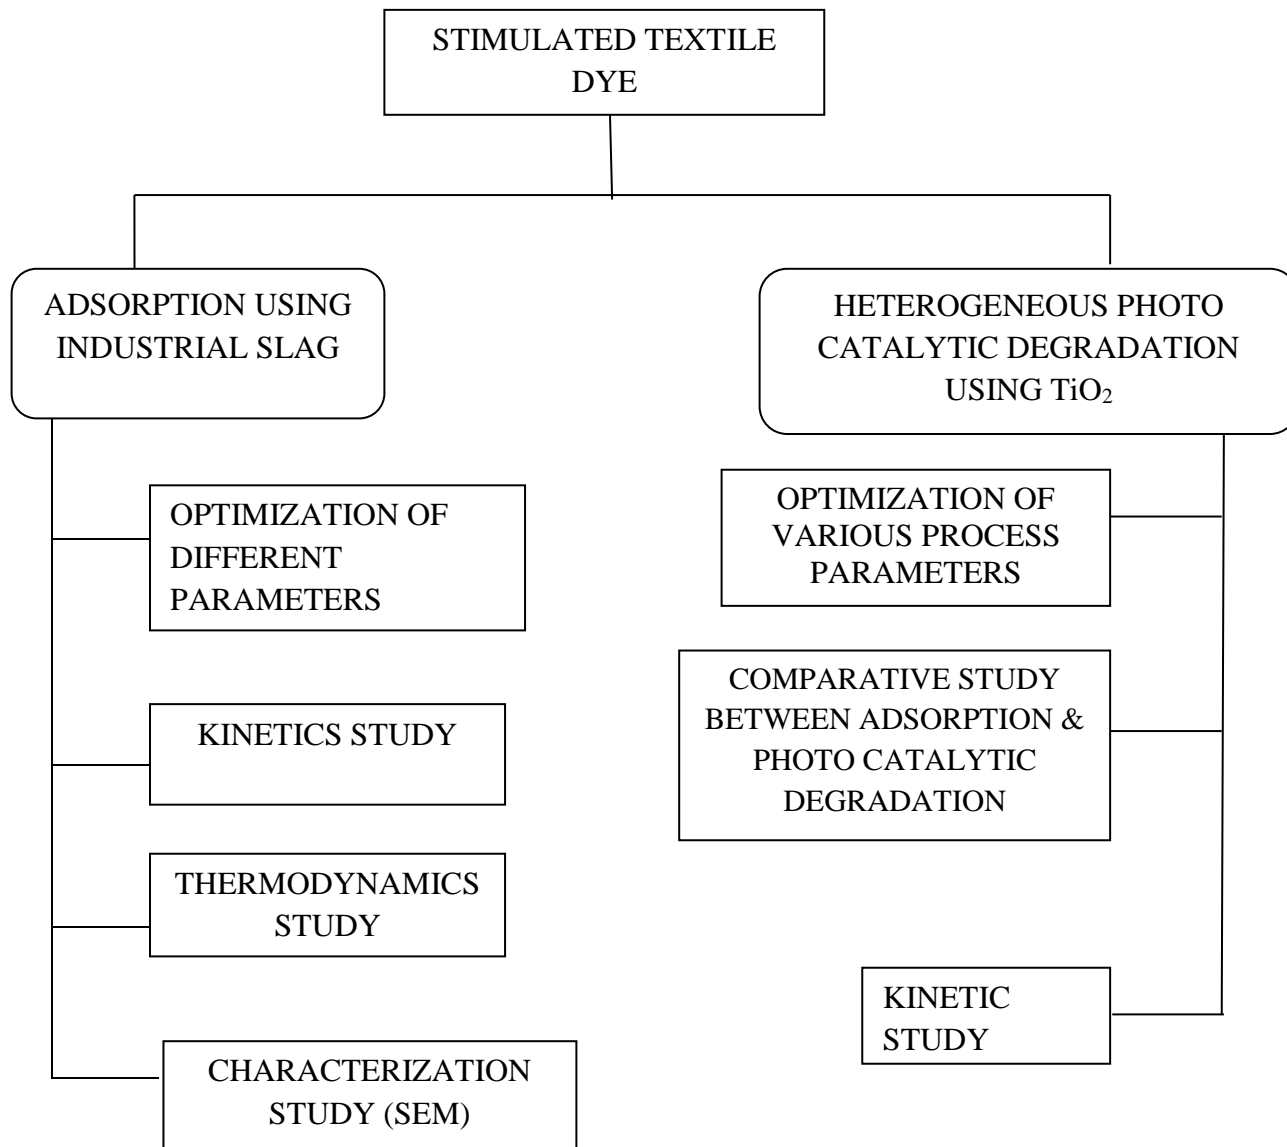 STIMULATED TEXTILE
DYE
ADSORPTION USING
INDUSTRIAL SLAG
HETEROGENEOUS PHOTO
CATALYTIC DEGRADATION
USING TiO₂
OPTIMIZATION OF
DIFFERENT
PARAMETERS
KINETICS STUDY
THERMODYNAMICS
STUDY
CHARACTERIZATION
STUDY (SEM)
OPTIMIZATION OF
VARIOUS PROCESS
PARAMETERS
COMPARATIVE STUDY
BETWEEN ADSORPTION &
PHOTO CATALYTIC
DEGRADATION
KINETIC
STUDY